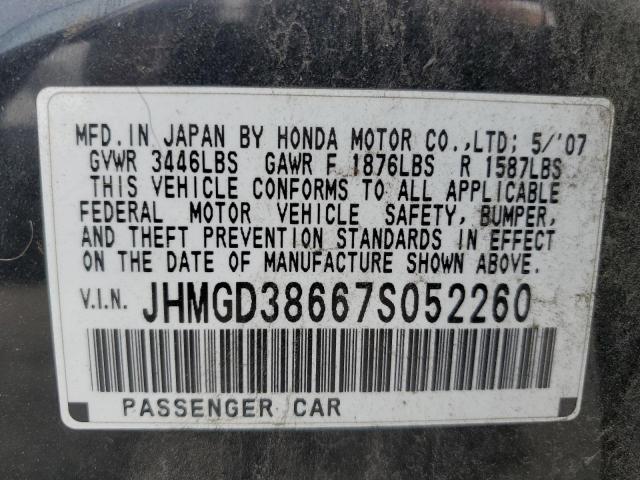 MFD. IN JAPAN BY HONDA MOTOR CO.,LTD; 5/'07
GVWR 3446LBS GAWR F 1876LBS R 1587LBS
THIS VEHICLE CONFORMS TO ALL APPLICABLE
FEDERAL MOTOR VEHICLE SAFETY, BUMPER,
AND THEFT PREVENTION STANDARDS IN EFFECT
ON THE DATE OF MANUFACTURE SHOWN ABOVE.
V.I.N. JHMGD38667S052260
PASSENGER CAR